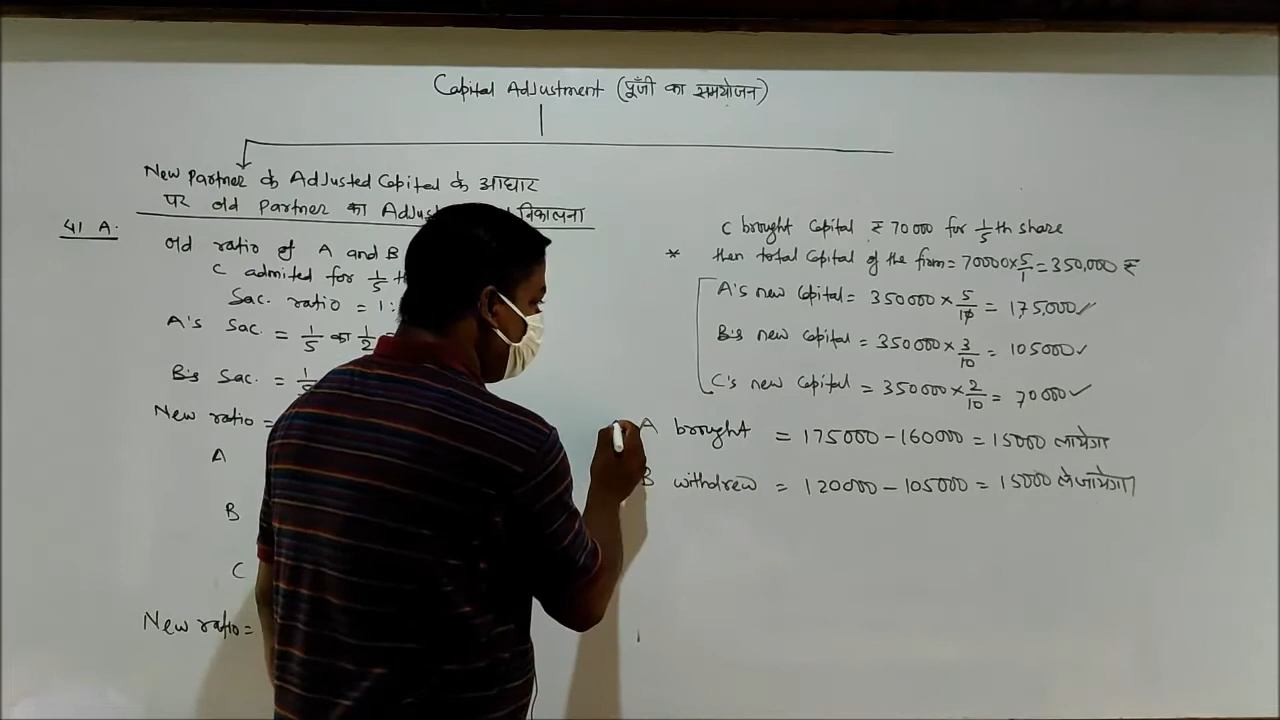 Capital Adjustment (पूँजी का समायोजन)
New Partner के Adjusted Capital के आधार
पर old Partner का निकालना
41 A.
old ratio of A and B
C admited for 1/5
Sac. ratio = 1:
A's Sac. = 1/5 का 1/2
B's Sac. =
New ratio =
A
B
C
New ratio =
C brought Capital ₹ 70000 for 1/5th share
* then total Capital of the firm = 70000×5/1 = 350,000 ₹
A's new Capital = 350000 × 5/10 = 175,000 ✓
B's new Capital = 350000 × 3/10 = 105000 ✓
C's new Capital = 350000 × 2/10 = 70000 ✓
A brought = 175000 - 160000 = 15000 लायेगा
B withdrew = 120000 - 105000 = 15000 ले जायेगा।